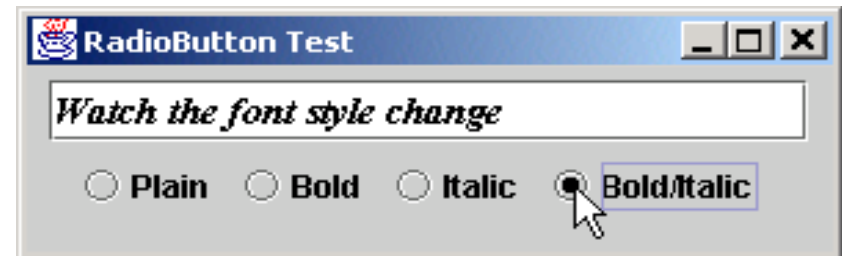 RadioButton Test
Watch the font style change
Plain Bold Italic Bold/Italic